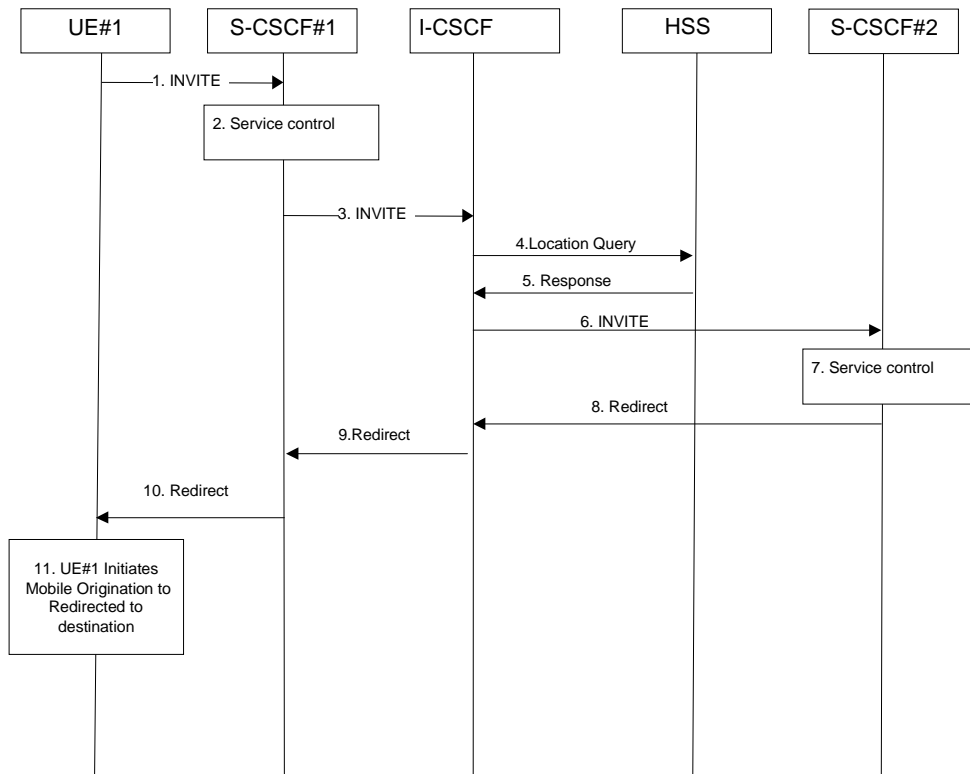 UE#1
S-CSCF#1
I-CSCF
HSS
S-CSCF#2
1. INVITE
2. Service control
3. INVITE
4.Location Query
5. Response
6. INVITE
7. Service control
8. Redirect
9.Redirect
10. Redirect
11. UE#1 Initiates
Mobile Origination to
Redirected to
destination